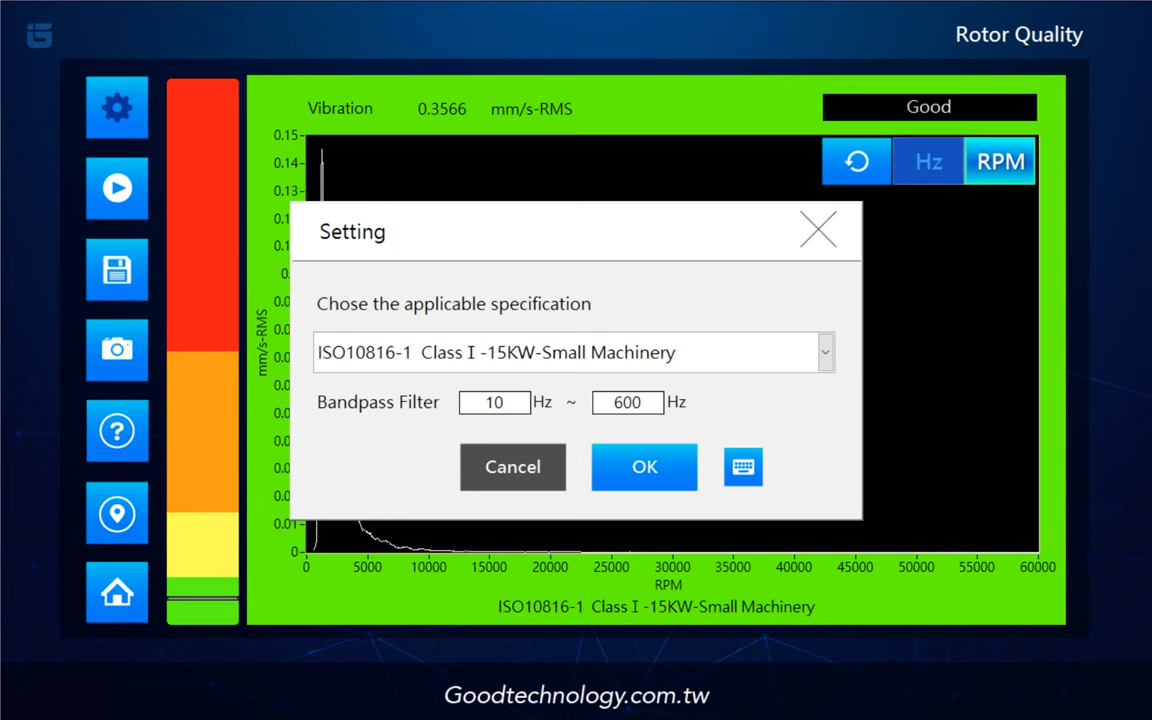 Rotor Quality
Vibration 0.3566 mm/s-RMS
Good
Hz RPM
0.15
0.14
0.13
0.1
0.1
0.
0.0
0.0
0.0
0.0
0.0
0.0
0.0
0.0
0.01
0
mm/s-RMS
Setting
Chose the applicable specification
ISO10816-1 Class I -15KW-Small Machinery
Bandpass Filter 10 Hz ~ 600 Hz
Cancel OK
?
0 5000 10000 15000 20000 25000 30000 35000 40000 45000 50000 55000 60000
RPM
ISO10816-1 Class I -15KW-Small Machinery
Goodtechnology.com.tw